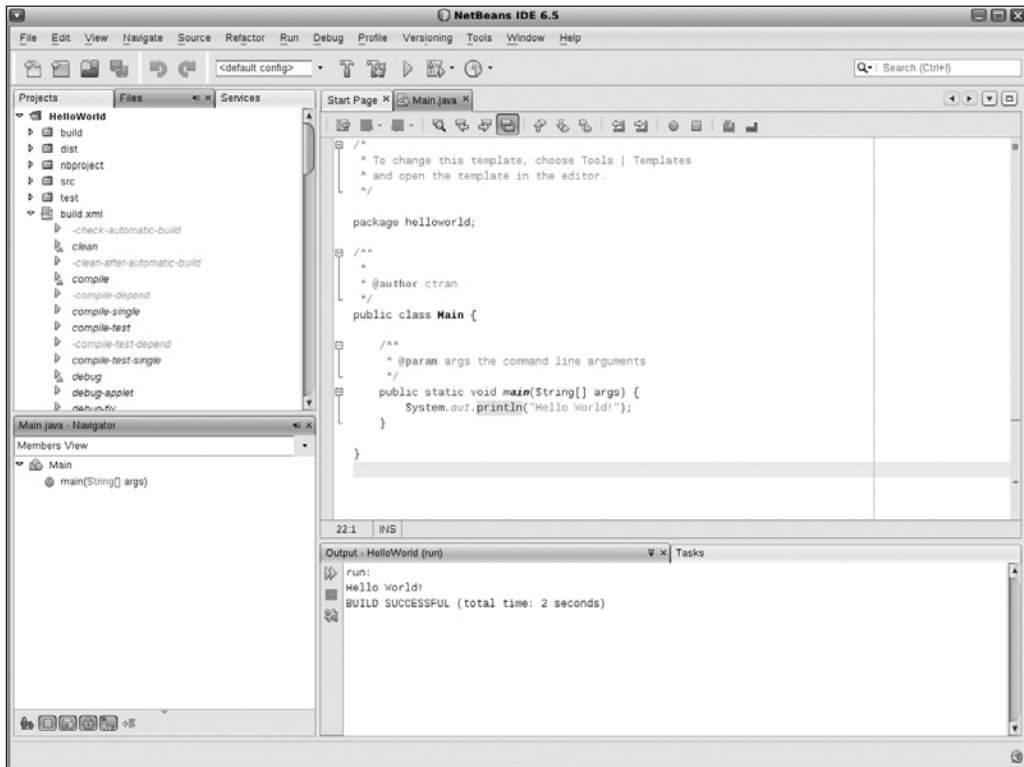 NetBeans IDE 6.5
File Edit View Navigate Source Refactor Run Debug Profile Versioning Tools Window Help
<default config>
Search (Ctrl+I)
Projects Files Services
HelloWorld
build
dist
nbproject
src
test
build.xml
-check-automatic-build
clean
-clean-after-automatic-build
compile
-compile-depend
compile-single
compile-test
-compile-test-depend
compile-test-single
debug
debug-applet
debug-fix
Main.java - Navigator
Members View
Main
main(String[] args)
Start Page Main.java
/*
 * To change this template, choose Tools | Templates
 * and open the template in the editor.
 */
package helloworld;
/**
 *
 * @author ctran
 */
public class Main {
/**
 * @param args the command line arguments
 */
public static void main(String[] args) {
System.out.println("Hello World!");
}
}
22:1 INS
Output - HelloWorld (run) Tasks
run:
Hello World!
BUILD SUCCESSFUL (total time: 2 seconds)